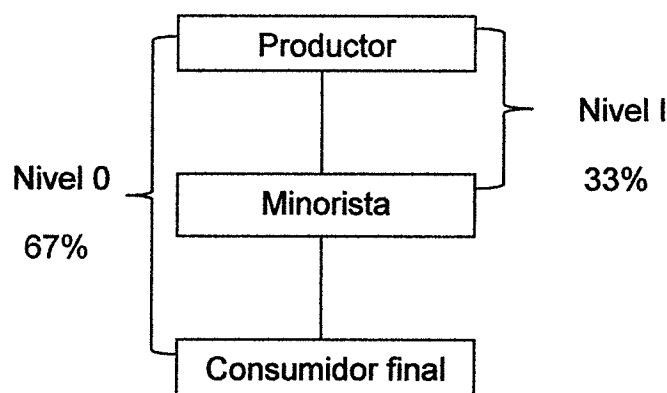 Productor
Nivel I
33%
Nivel 0
67%
Minorista
Consumidor final